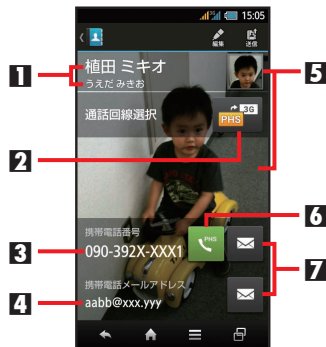 15:05
編集 送信
1 植田 ミキオ
うえだ みきお
5
通話回線選択 3G
PHS
2
携帯電話番号 6
3 090-392X-XXX1 PHS
7
携帯電話メールアドレス
4 aabb@xxx.yyy